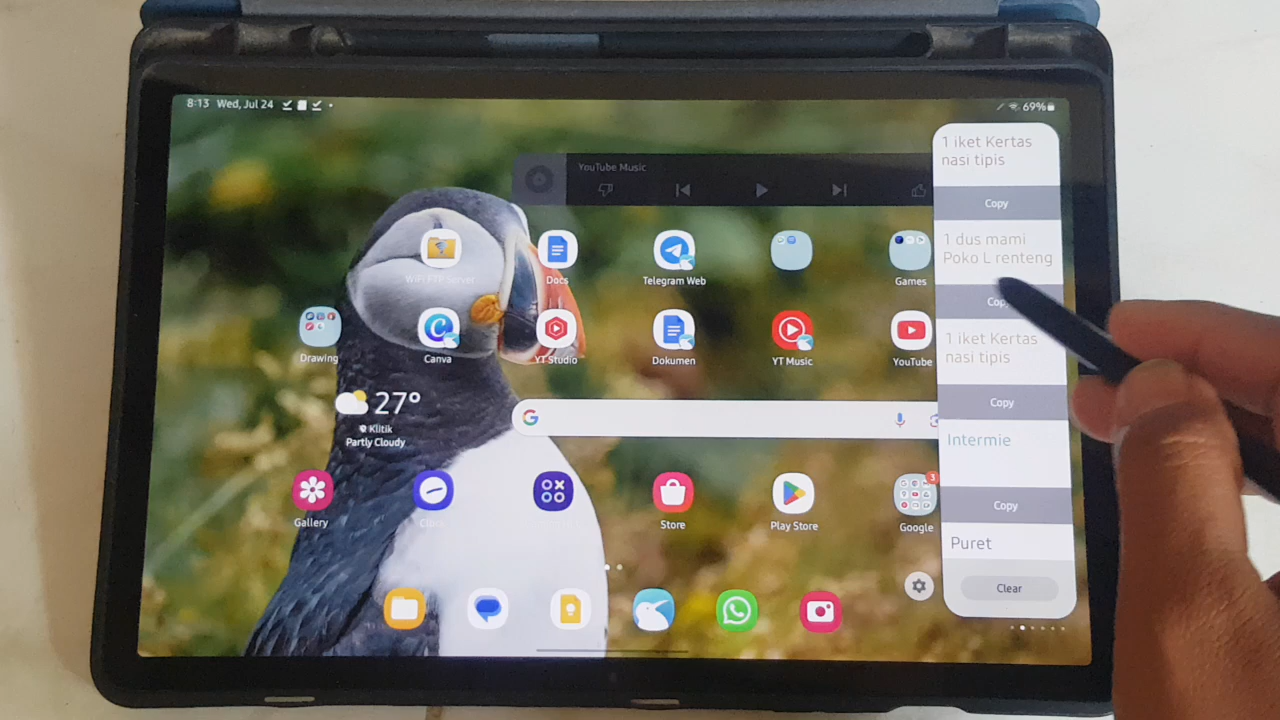 8:13 Wed, Jul 24
69%
YouTube Music
WiFi FTP Server
Docs
Telegram Web
Games
Drawing
Canva
YT Studio
Dokumen
YT Music
YouTube
27°
Klitik
Partly Cloudy
Gallery
Clock
Store
Play Store
3
Google
1 iket Kertas
nasi tipis
Copy
1 dus mami
Poko L renteng
Copy
1 iket Kertas
nasi tipis
Copy
Intermie
Copy
Puret
Clear